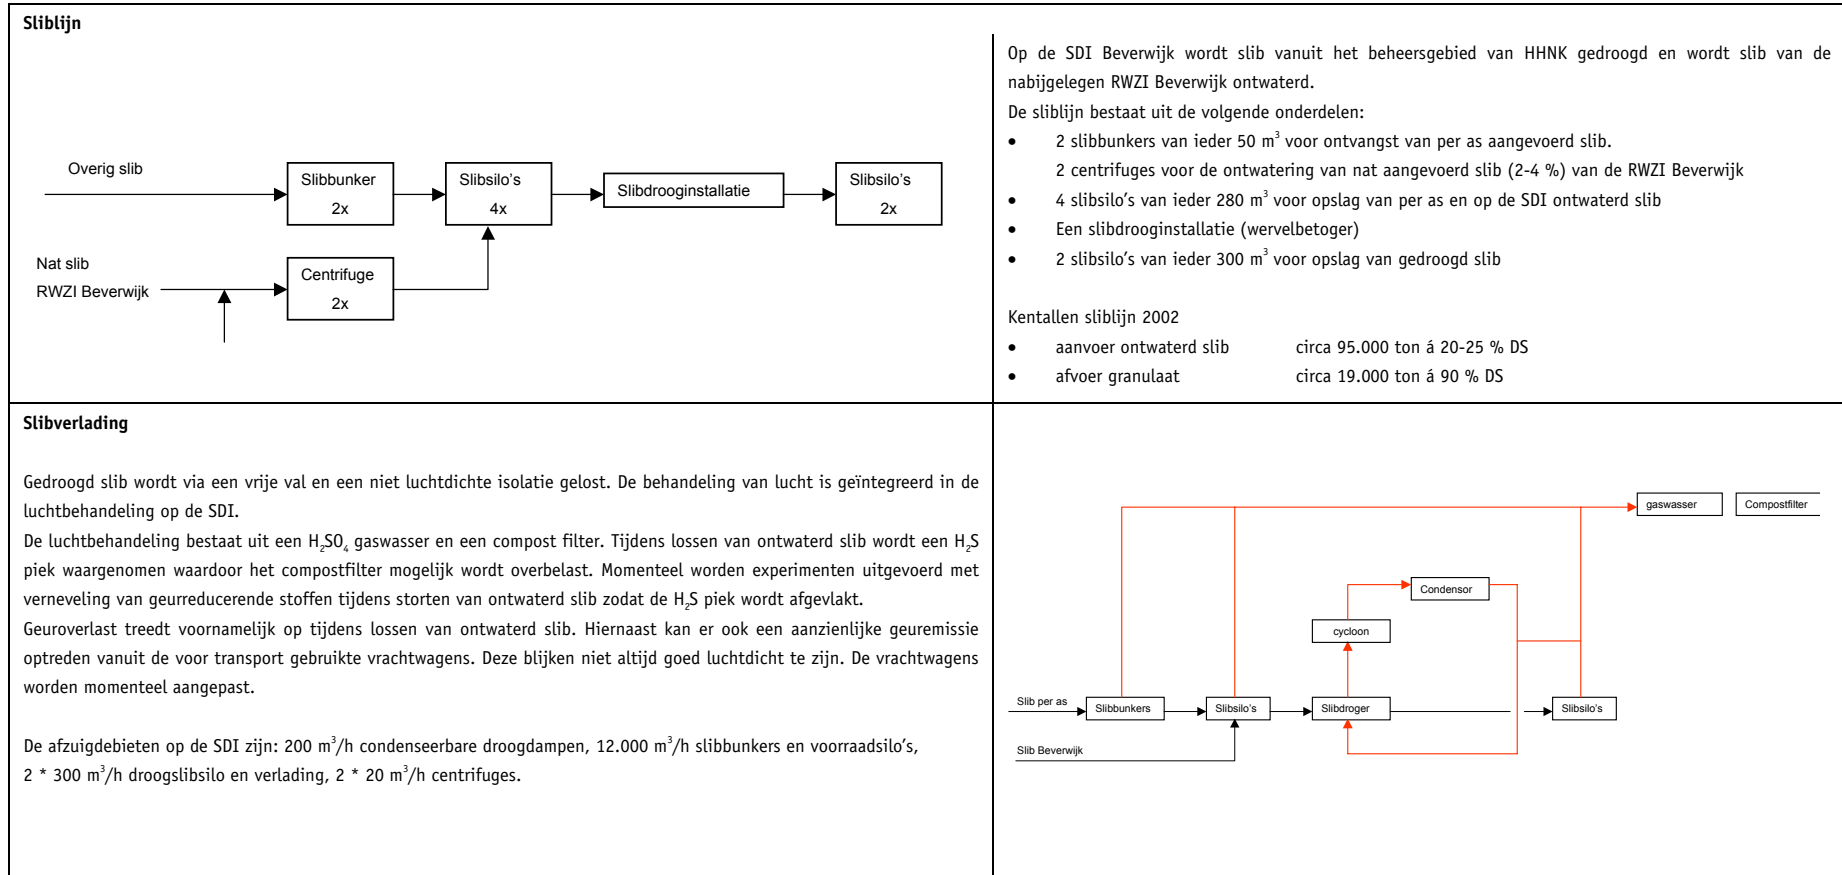 Sliblijn
Overig slib
Slibbunker
2x
Slibsilo's
4x
Slibdrooginstallatie
Slibsilo's
2x
Nat slib
RWZI Beverwijk
Centrifuge
2x
Op de SDI Beverwijk wordt slib vanuit het beheersgebied van HHNK gedroogd en wordt slib van de
nabijgelegen RWZI Beverwijk ontwaterd.
De sliblijn bestaat uit de volgende onderdelen:
• 2 slibbunkers van ieder 50 m³ voor ontvangst van per as aangevoerd slib.
2 centrifuges voor de ontwatering van nat aangevoerd slib (2-4 %) van de RWZI Beverwijk
• 4 slibsilo's van ieder 280 m³ voor opslag van per as en op de SDI ontwaterd slib
• Een slibdrooginstallatie (wervelbetoger)
• 2 slibsilo's van ieder 300 m³ voor opslag van gedroogd slib
Kentallen sliblijn 2002
• aanvoer ontwaterd slib circa 95.000 ton á 20-25 % DS
• afvoer granulaat circa 19.000 ton á 90 % DS
Slibverlading
Gedroogd slib wordt via een vrije val en een niet luchtdichte isolatie gelost. De behandeling van lucht is geïntegreerd in de
luchtbehandeling op de SDI.
De luchtbehandeling bestaat uit een H₂SO₄ gaswasser en een compost filter. Tijdens lossen van ontwaterd slib wordt een H₂S
piek waargenomen waardoor het compostfilter mogelijk wordt overbelast. Momenteel worden experimenten uitgevoerd met
verneveling van geurreducerende stoffen tijdens storten van ontwaterd slib zodat de H₂S piek wordt afgevlakt.
Geuroverlast treedt voornamelijk op tijdens lossen van ontwaterd slib. Hiernaast kan er ook een aanzienlijke geuremissie
optreden vanuit de voor transport gebruikte vrachtwagens. Deze blijken niet altijd goed luchtdicht te zijn. De vrachtwagens
worden momenteel aangepast.
De afzuigdebieten op de SDI zijn: 200 m³/h condenseerbare droogdampen, 12.000 m³/h slibbunkers en voorraadsilo's,
2 * 300 m³/h droogslibsilo en verlading, 2 * 20 m³/h centrifuges.
gaswasser
Compostfilter
Condensor
cycloon
Slib per as
Slibbunkers
Slibsilo's
Slibdroger
Slibsilo's
Slib Beverwijk